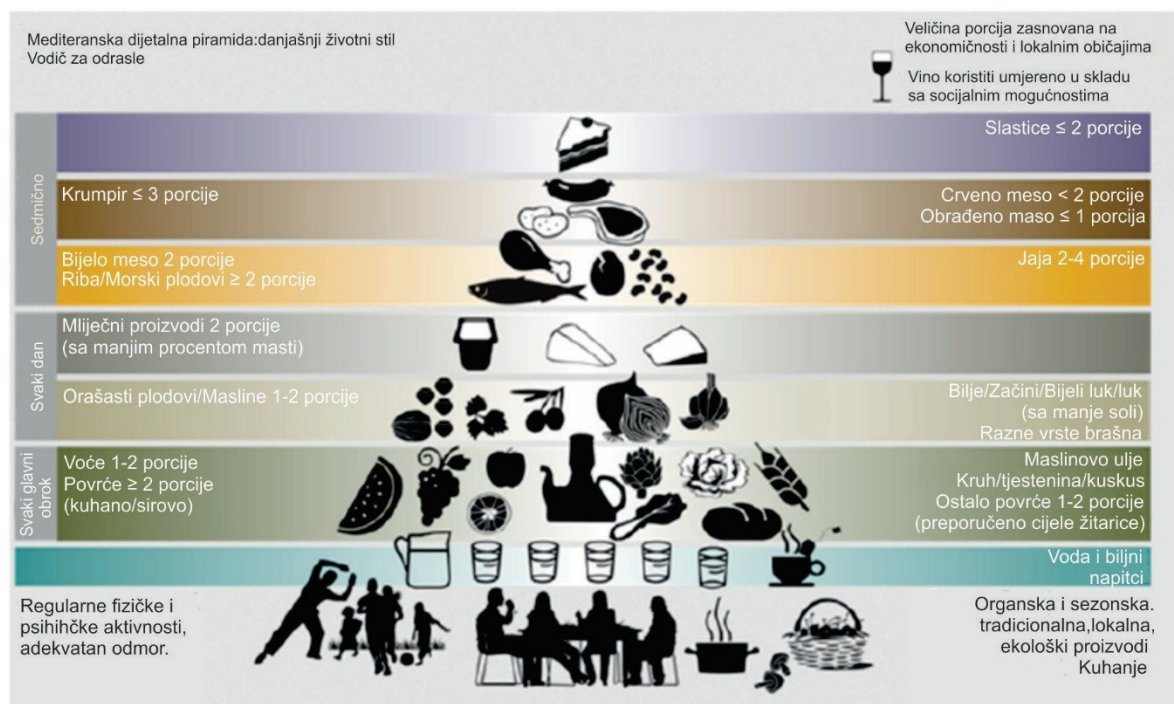 Mediteranska dijetalna piramida:danjašnji životni stil
Vodič za odrasle
Veličina porcija zasnovana na
ekonomičnosti i lokalnim običajima
Vino koristiti umjereno u skladu
sa socijalnim mogućnostima
Sedmično
Slastice ≤ 2 porcije
Krumpir ≤ 3 porcije
Crveno meso < 2 porcije
Obrađeno maso ≤ 1 porcija
Bijelo meso 2 porcije
Riba/Morski plodovi ≥ 2 porcije
Jaja 2-4 porcije
Svaki dan
Mliječni proizvodi 2 porcije
(sa manjim procentom masti)
Orašasti plodovi/Masline 1-2 porcije
Bilje/Začini/Bijeli luk/luk
(sa manje soli)
Razne vrste brašna
Svaki glavni
obrok
Voće 1-2 porcije
Povrće ≥ 2 porcije
(kuhano/sirovo)
Maslinovo ulje
Kruh/tjestenina/kuskus
Ostalo povrće 1-2 porcije
(preporučeno cijele žitarice)
Voda i biljni
napitci
Regularne fizičke i
psihihčke aktivnosti,
adekvatan odmor.
Organska i sezonska.
tradicionalna,lokalna,
ekološki proizvodi
Kuhanje